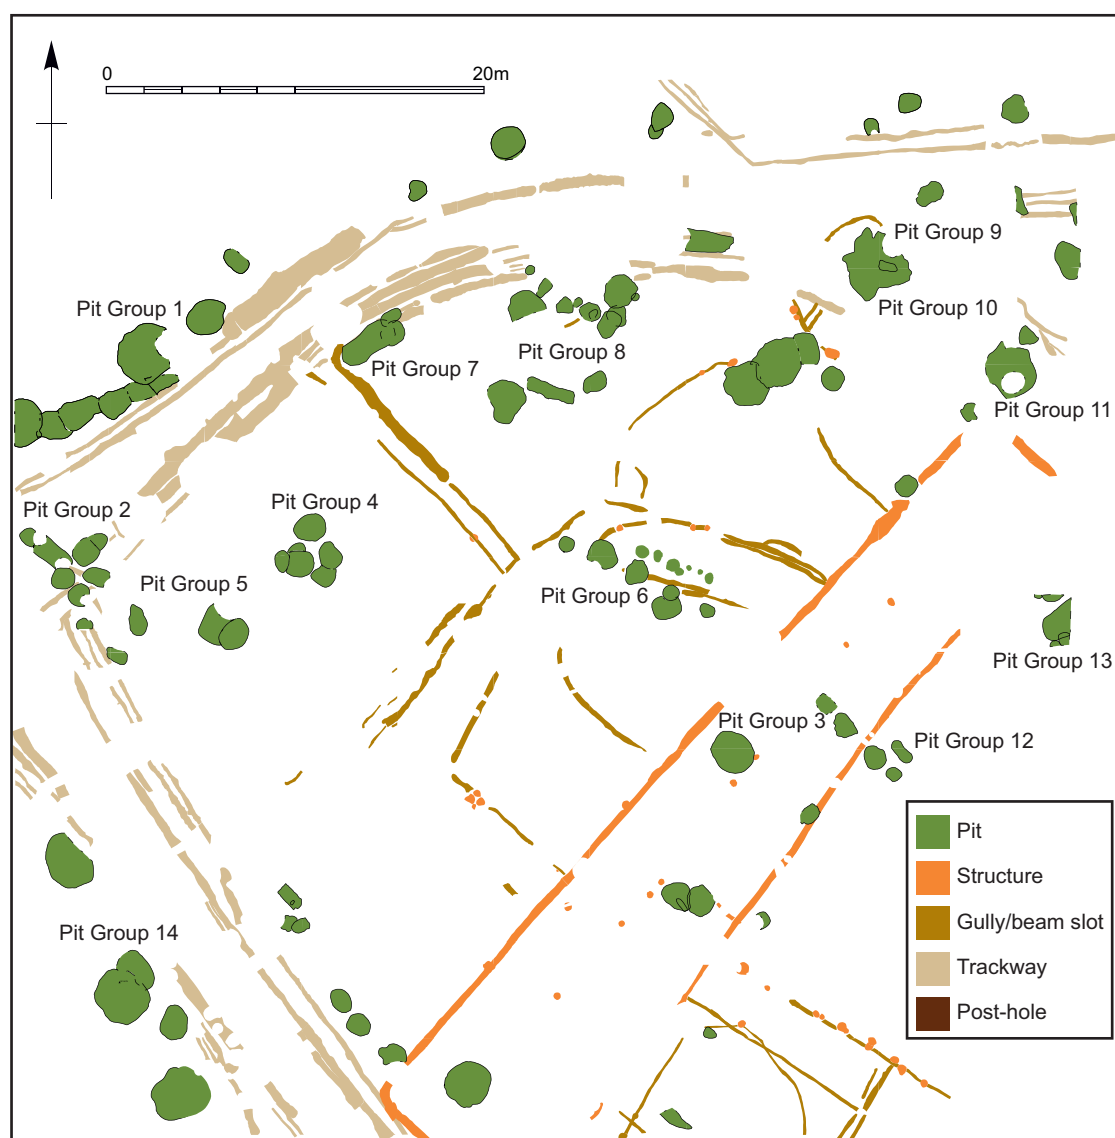 0 20m
Pit Group 9
Pit Group 1
Pit Group 10
Pit Group 8
Pit Group 7
Pit Group 11
Pit Group 4
Pit Group 2
Pit Group 5
Pit Group 6
Pit Group 13
Pit Group 3
Pit Group 12
Pit
Structure
Gully/beam slot
Trackway
Post-hole
Pit Group 14